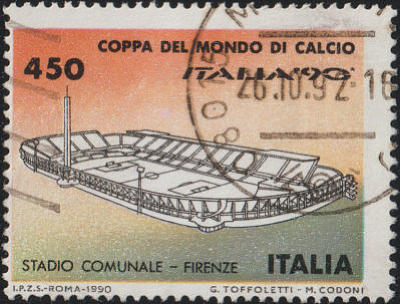 COPPA DEL MONDO DI CALCIO
450 ITALIA '90
26.10.92-16
8015
STADIO COMUNALE - FIRENZE ITALIA
I.P.Z.S.-ROMA-1990 G. TOFFOLETTI - M. CODONI